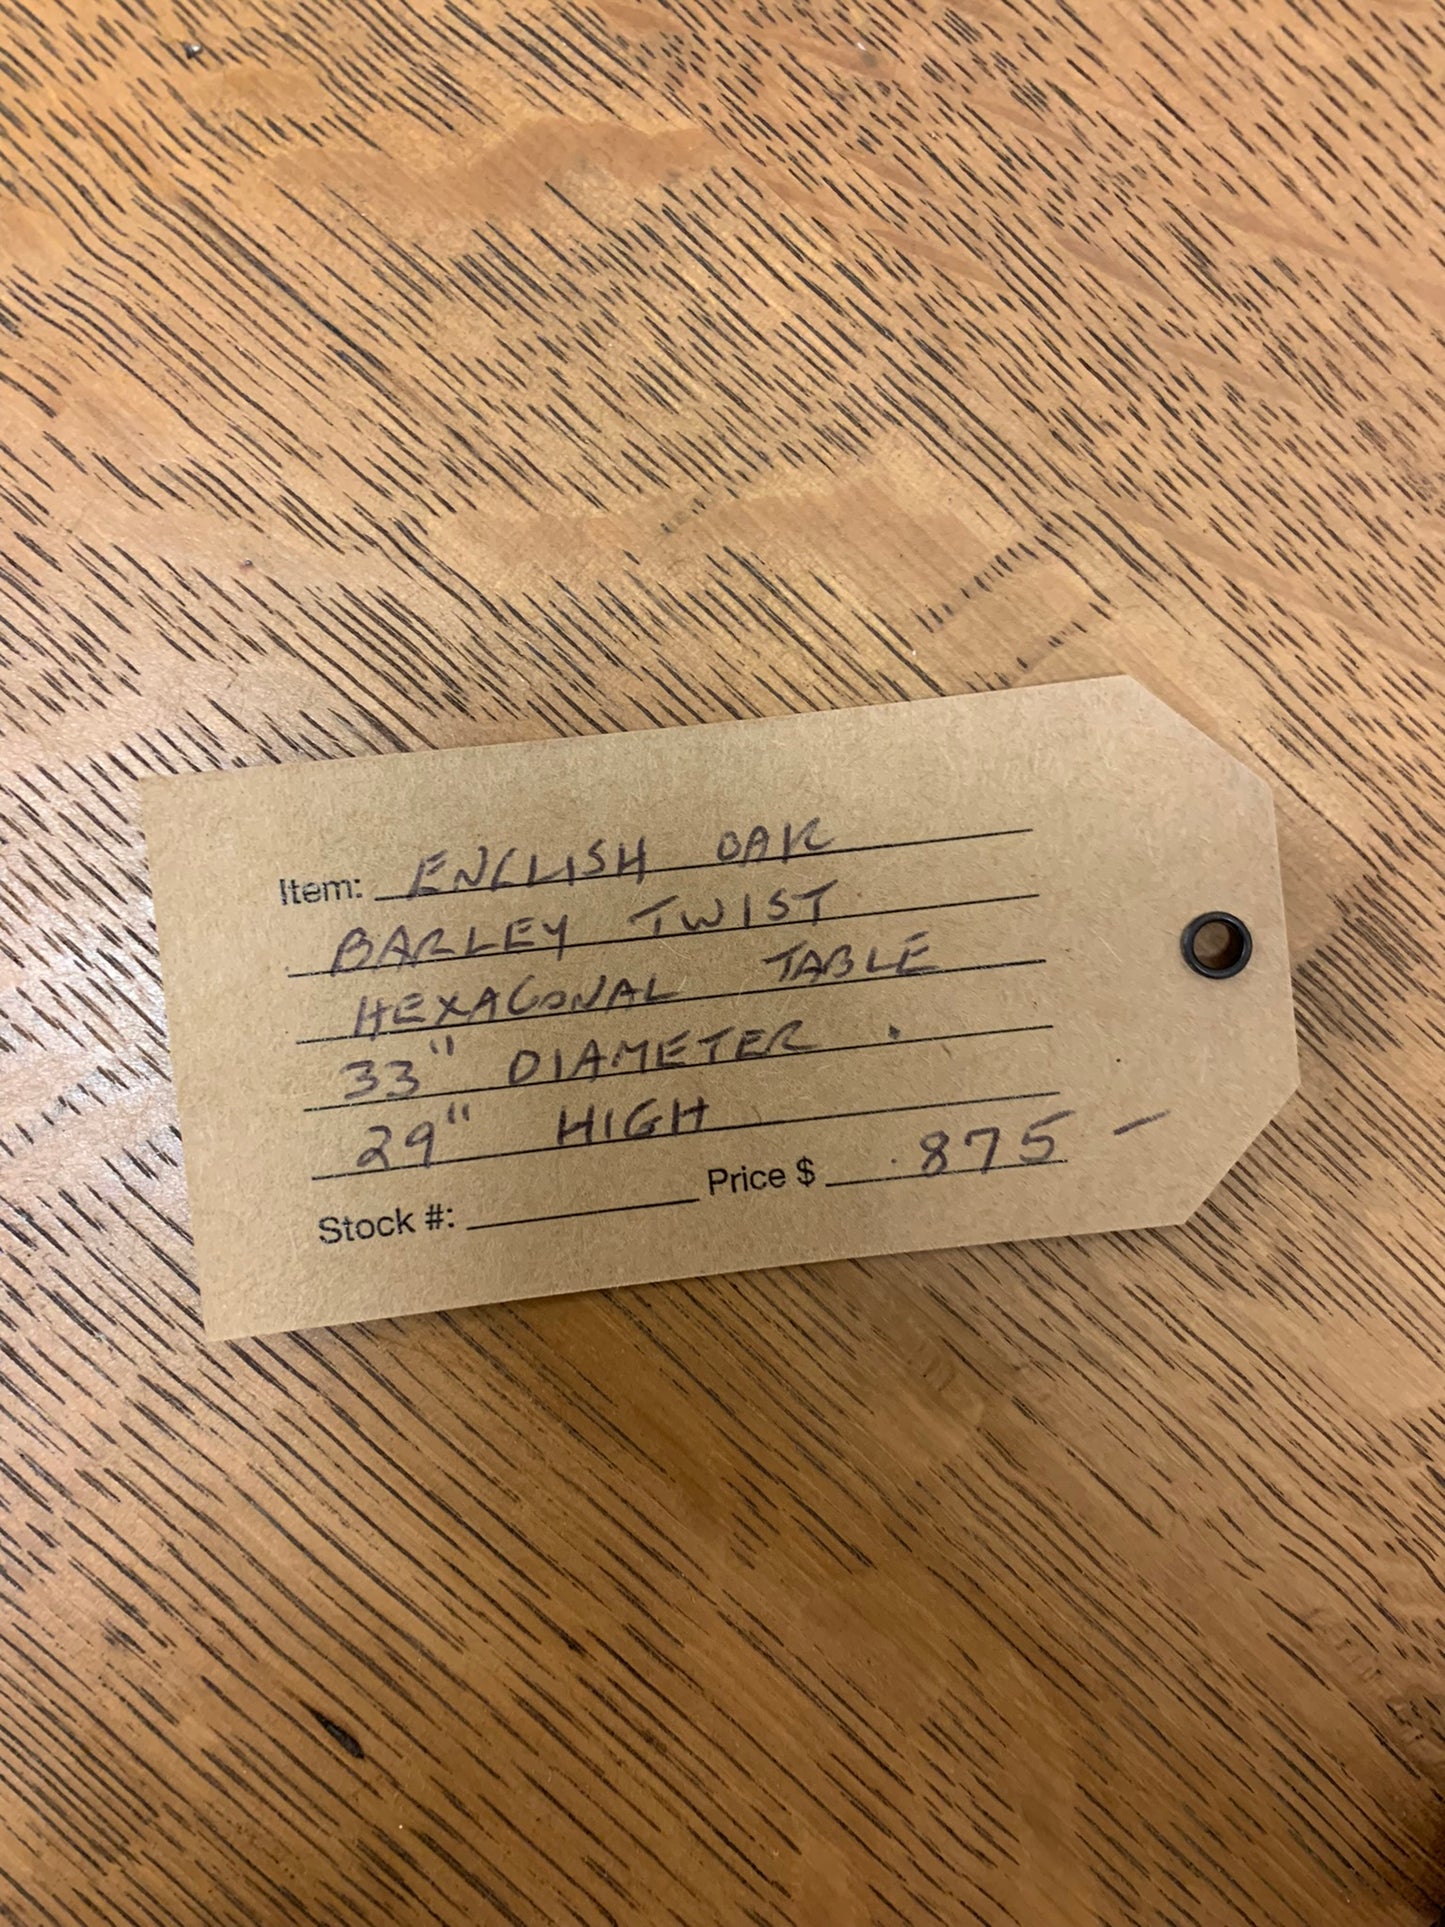 Item: ENGLISH OAK
BARLEY TWIST
HEXAGONAL TABLE
33" DIAMETER.
29" HIGH
Stock #: Price $ 875 –